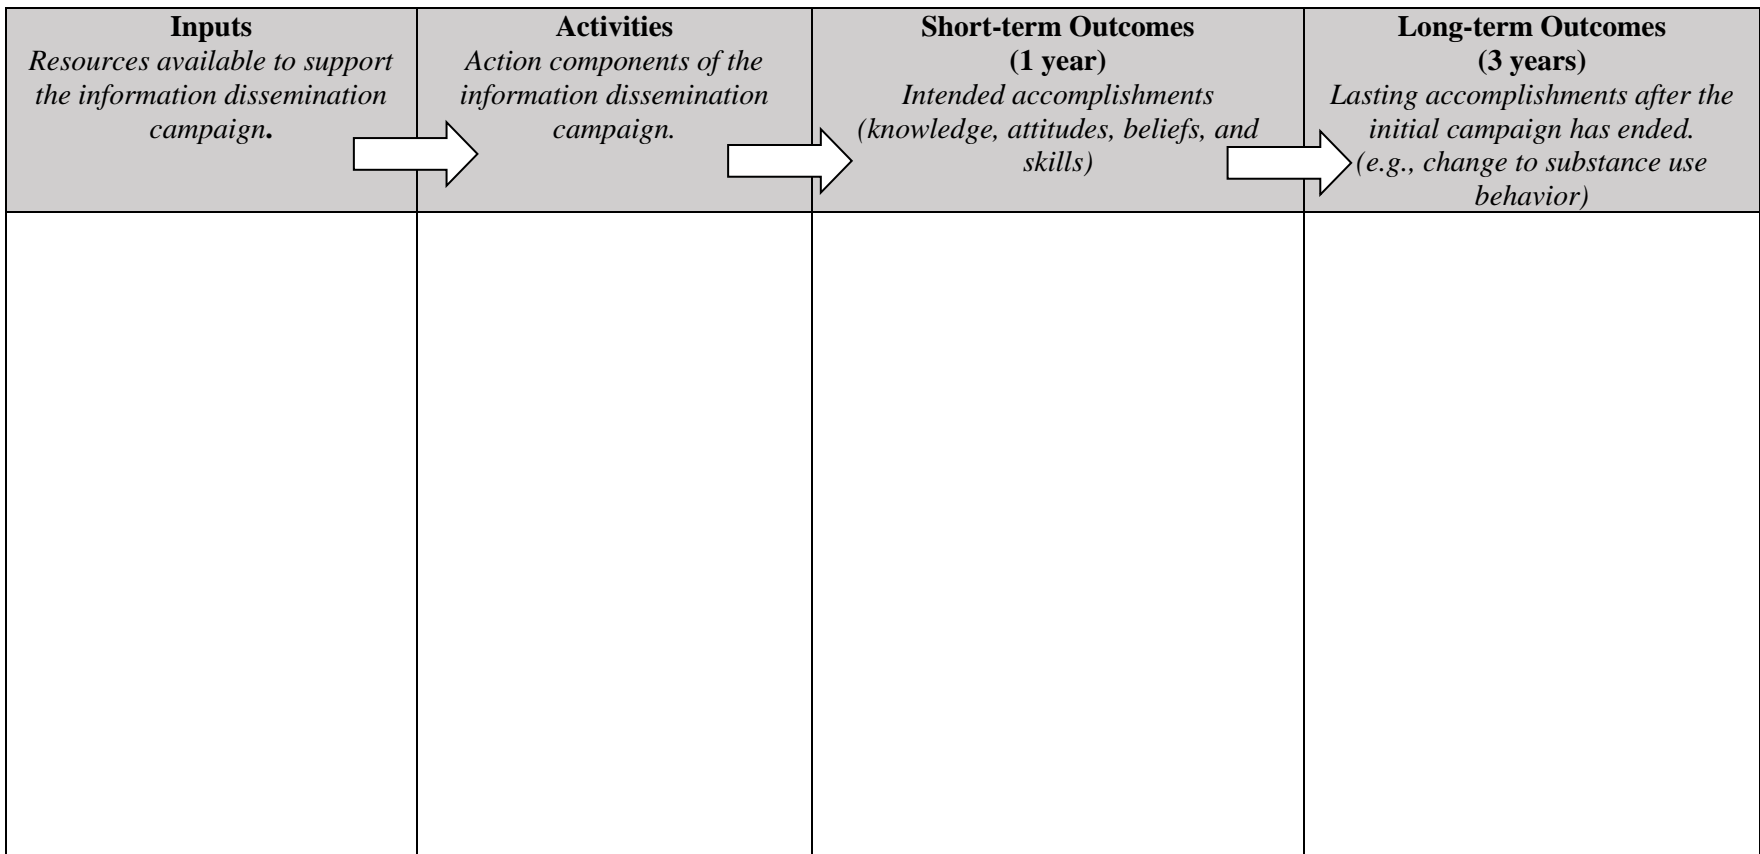 Inputs
Resources available to support
the information dissemination
campaign.
Activities
Action components of the
information dissemination
campaign.
Short-term Outcomes
(1 year)
Intended accomplishments
(knowledge, attitudes, beliefs, and
skills)
Long-term Outcomes
(3 years)
Lasting accomplishments after the
initial campaign has ended.
(e.g., change to substance use
behavior)